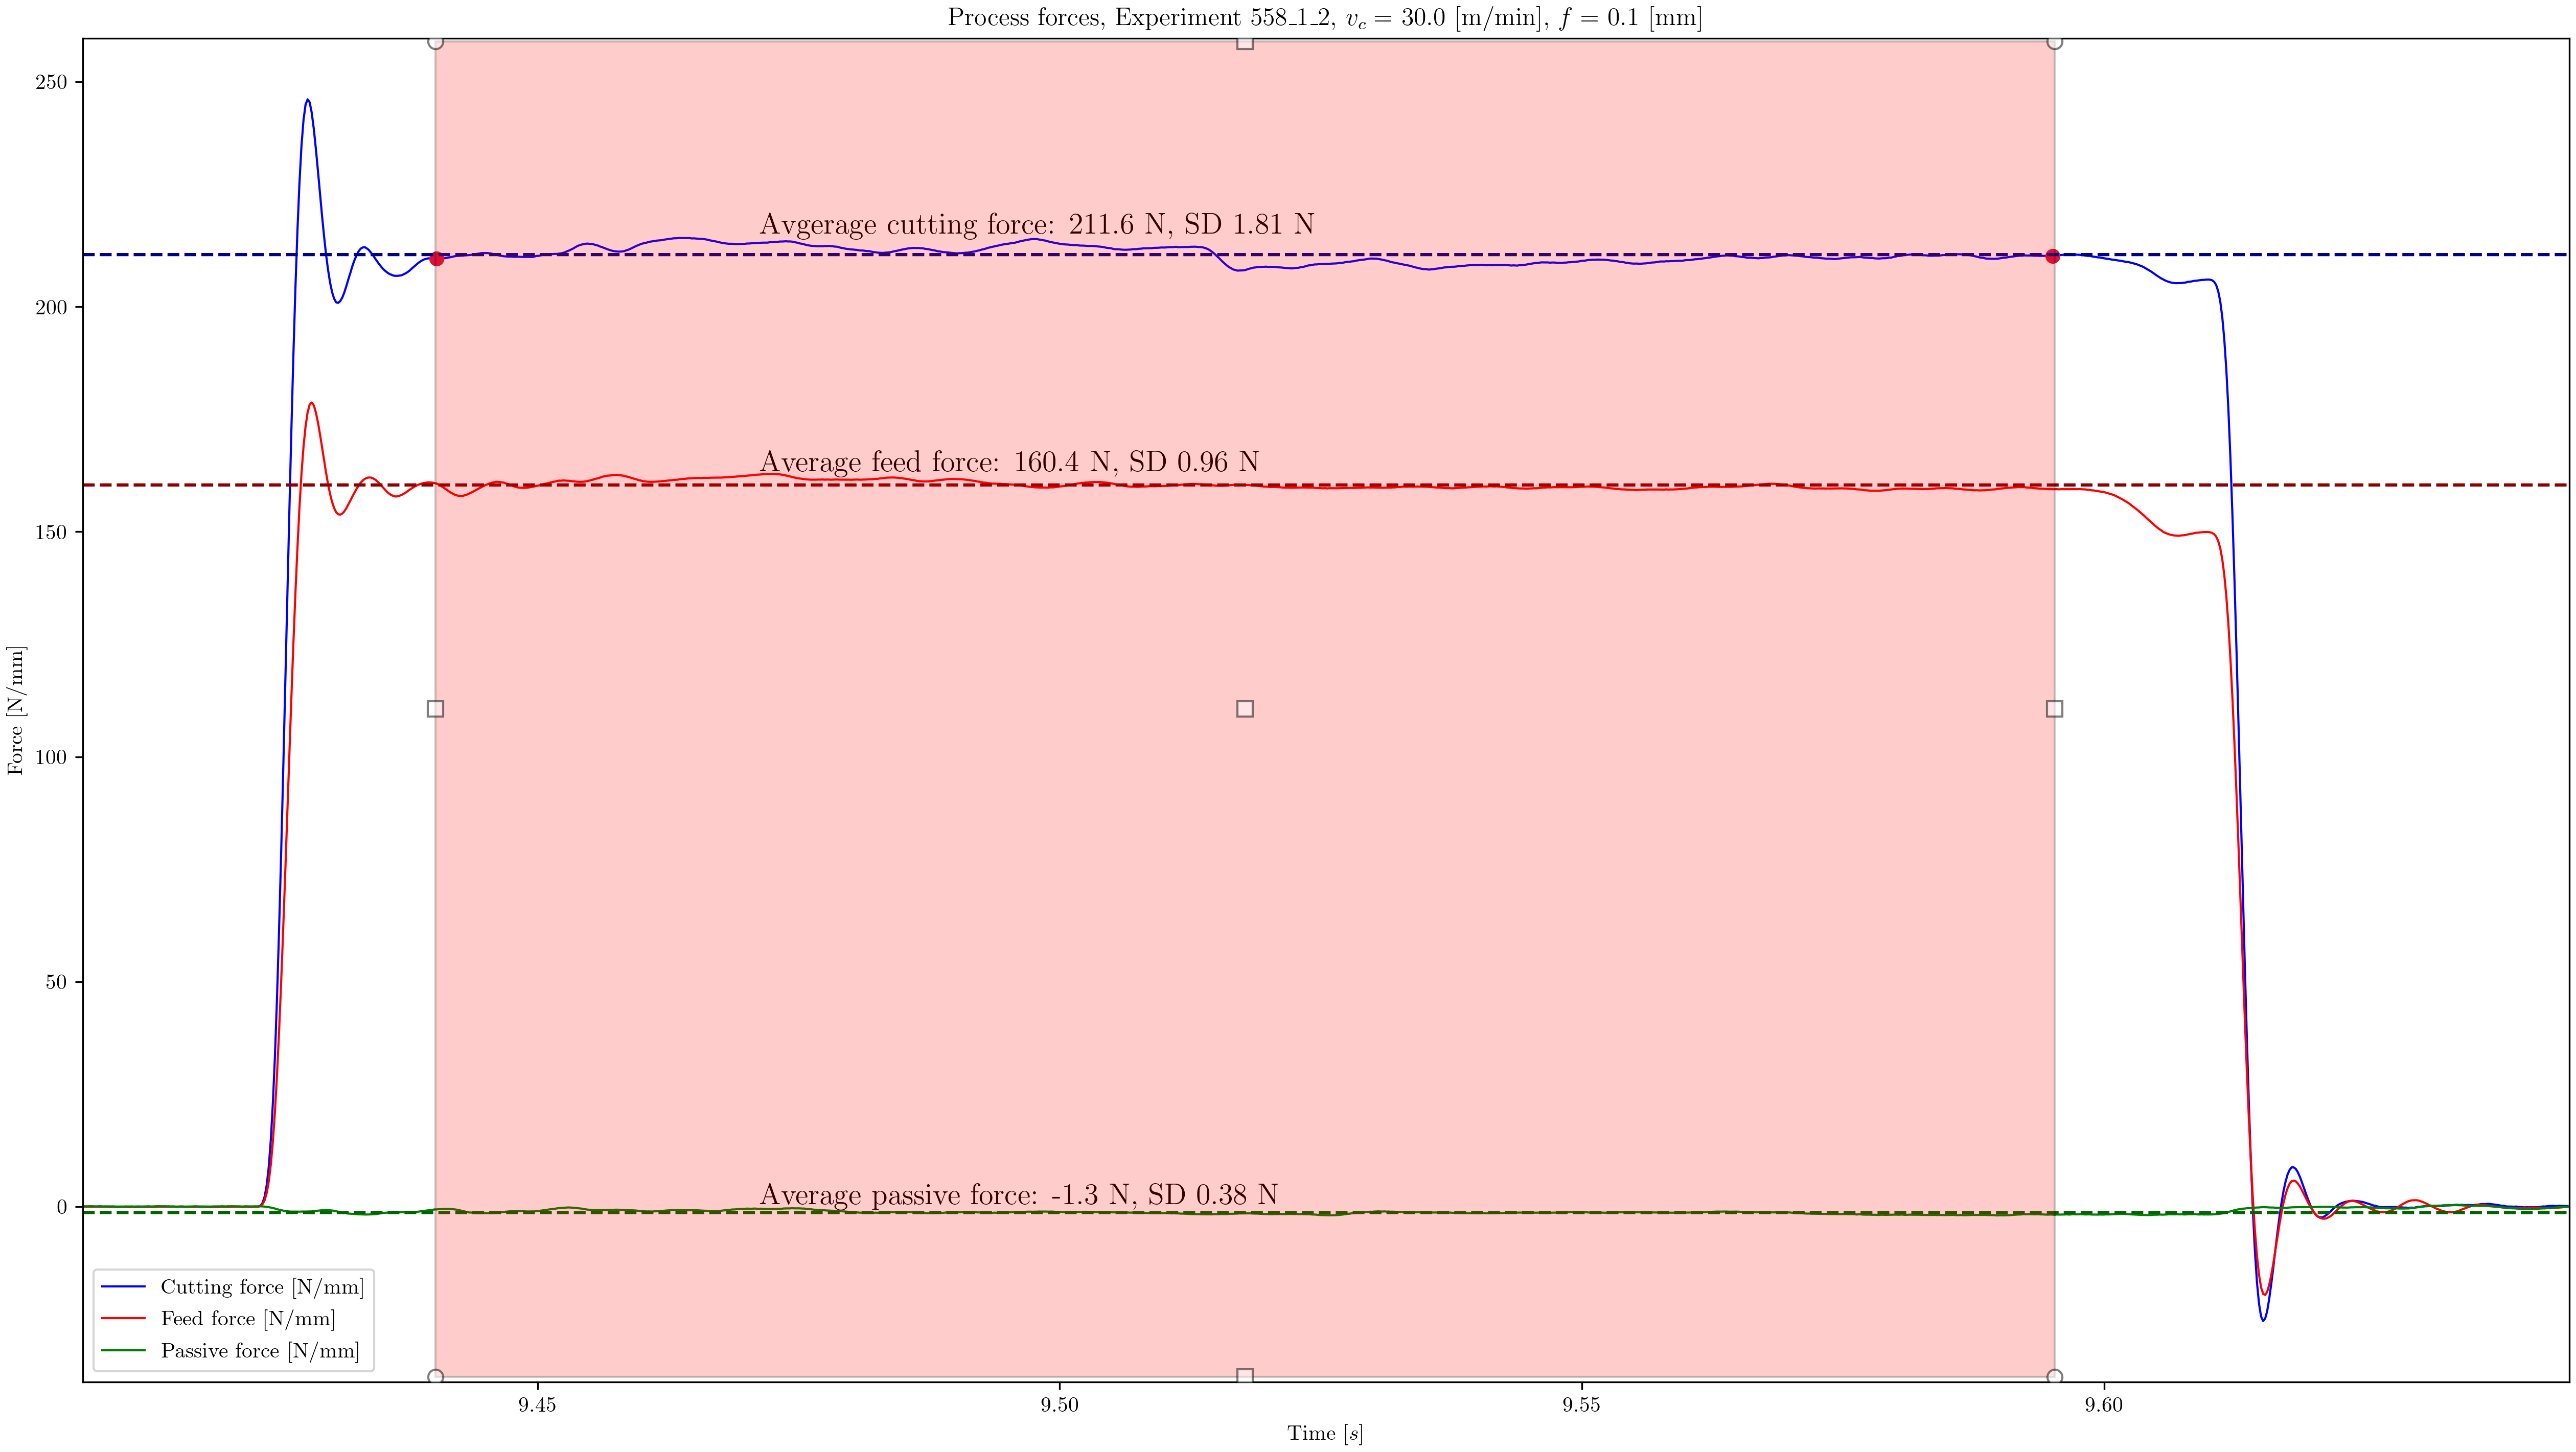 Process forces, Experiment 558_1_2, v_c = 30.0 [m/min], f = 0.1 [mm]
250
200
150
100
50
0
Force [N/mm]
Avgerage cutting force: 211.6 N, SD 1.81 N
Average feed force: 160.4 N, SD 0.96 N
Average passive force: -1.3 N, SD 0.38 N
Cutting force [N/mm]
Feed force [N/mm]
Passive force [N/mm]
9.45 9.50 9.55 9.60
Time [s]